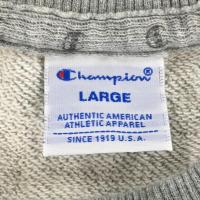 Champion®
LARGE
AUTHENTIC AMERICAN
ATHLETIC APPAREL
SINCE 1919 U.S.A.